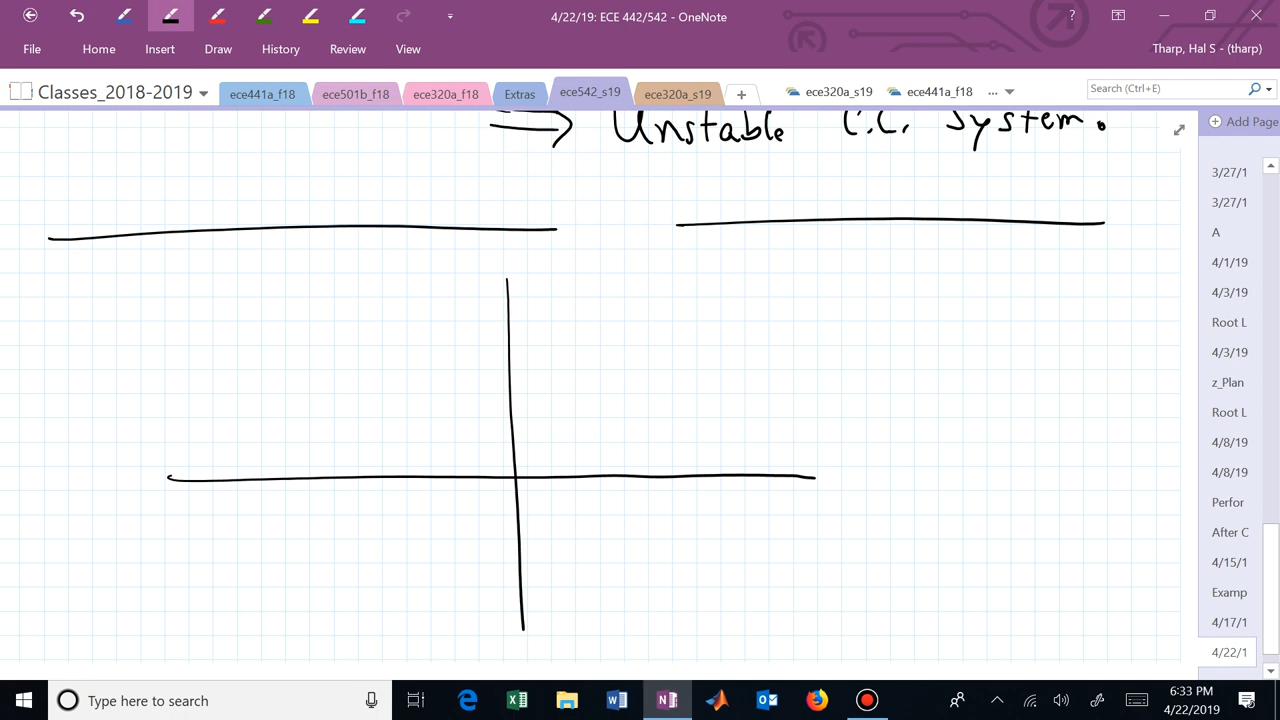 4/22/19: ECE 442/542 - OneNote
File Home Insert Draw History Review View
Tharp, Hal S - (tharp)
Classes_2018-2019 ece441a_f18 ece501b_f18 ece320a_f18 Extras ece542_s19 ece320a_s19 ece320a_s19 ece441a_f18 ...
Search (Ctrl+E)
⇒ Unstable C.L. System.
Add Page
3/27/1
3/27/1
A
4/1/19
4/3/19
Root L
4/3/19
z_Plan
Root L
4/8/19
4/8/19
Perfor
After C
4/15/1
Examp
4/17/1
4/22/1
Type here to search
6:33 PM
4/22/2019